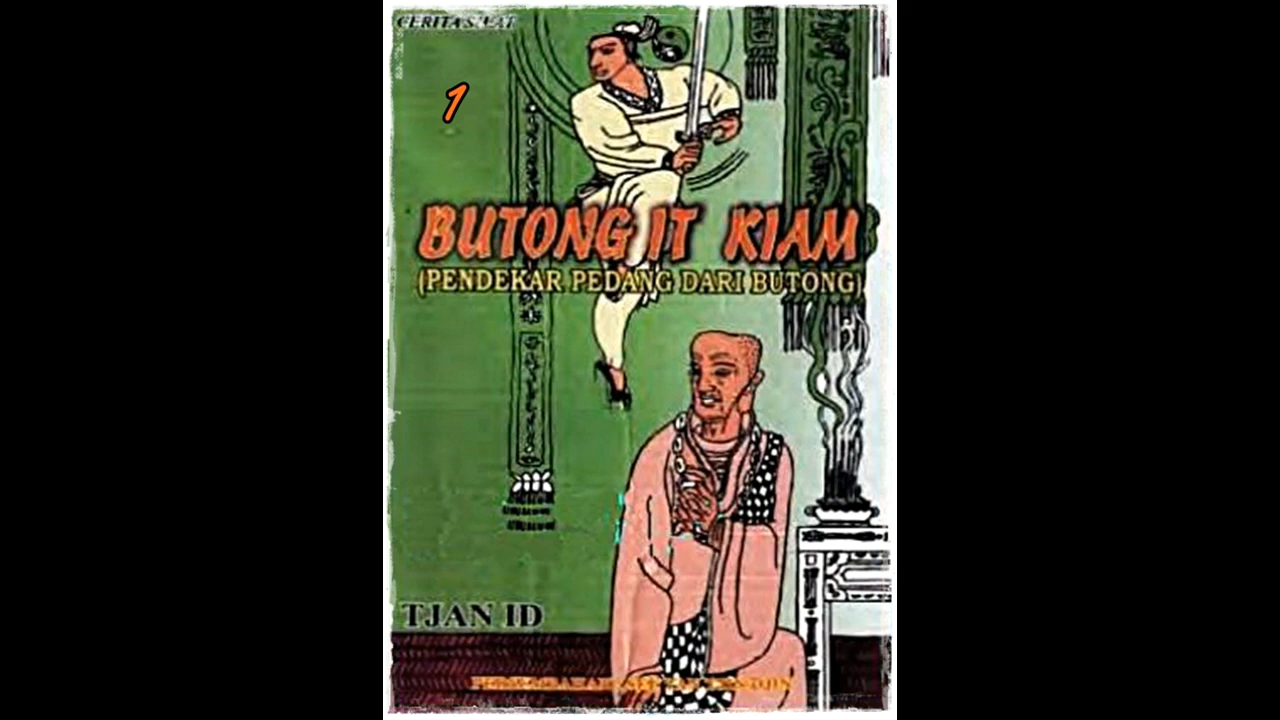 CERITA SILAT
1
BUTONG IT KIAM
(PENDEKAR PEDANG DARI BUTONG)
TJAN ID